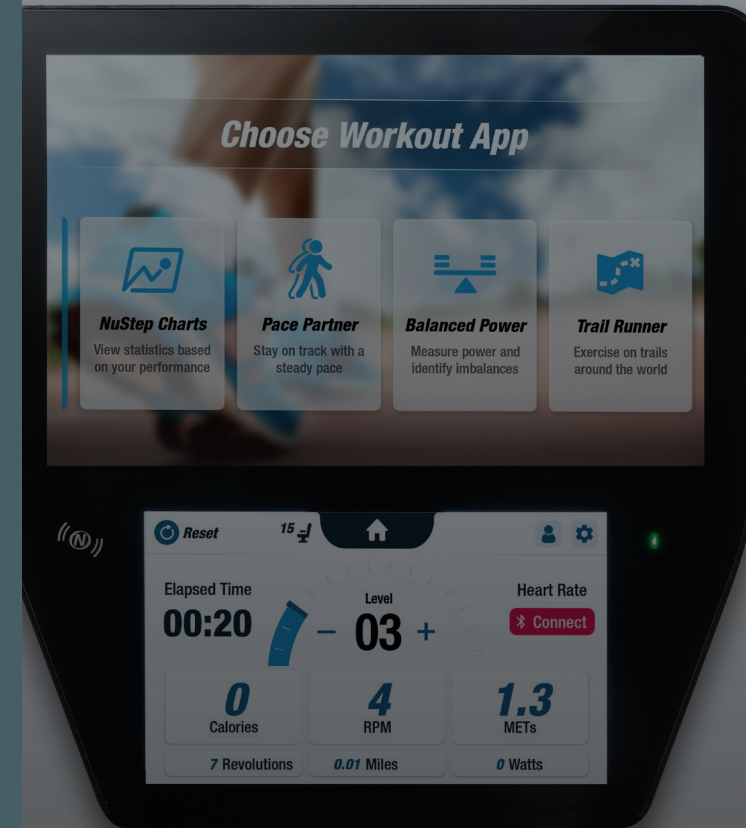 Choose Workout App
NuStep Charts
View statistics based
on your performance
Pace Partner
Stay on track with a
steady pace
Balanced Power
Measure power and
identify imbalances
Trail Runner
Exercise on trails
around the world
N
Reset
15
Elapsed Time
00:20
Level
– 03 +
Heart Rate
Connect
0
Calories
4
RPM
1.3
METs
7 Revolutions
0.01 Miles
0 Watts